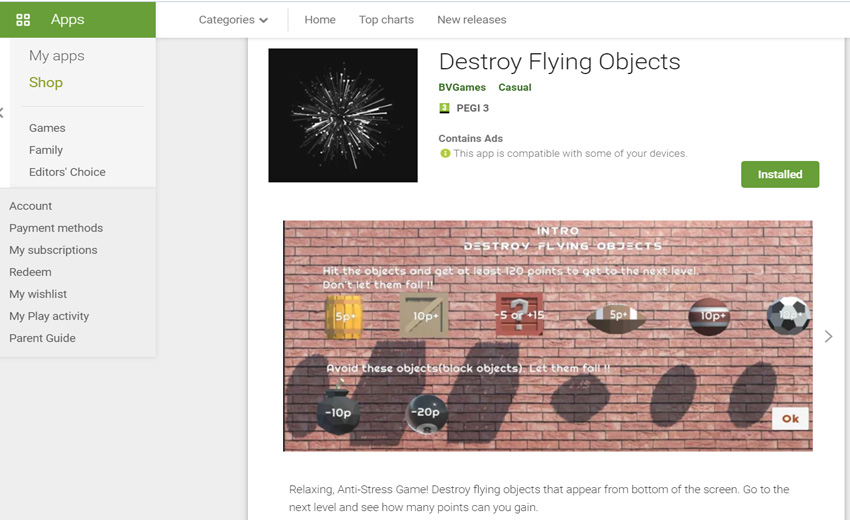 Apps
Categories
Home
Top charts
New releases
My apps
Shop
Games
Family
Editors' Choice
Account
Payment methods
My subscriptions
Redeem
My wishlist
My Play activity
Parent Guide
Destroy Flying Objects
BVGames Casual
3 PEGI 3
Contains Ads
This app is compatible with some of your devices.
Installed
INTRO
DESTROY FLYING OBJECTS
Hit the objects and get at least 120 points to get to the next level.
Don't let them fall !!
5p+ 10p+ -5 or +15 5p+ 10p+ 10p+
?
Avoid these objects(black objects). Let them fall !!
-10p -20p
8
Ok
Relaxing, Anti-Stress Game! Destroy flying objects that appear from bottom of the screen. Go to the
next level and see how many points can you gain.